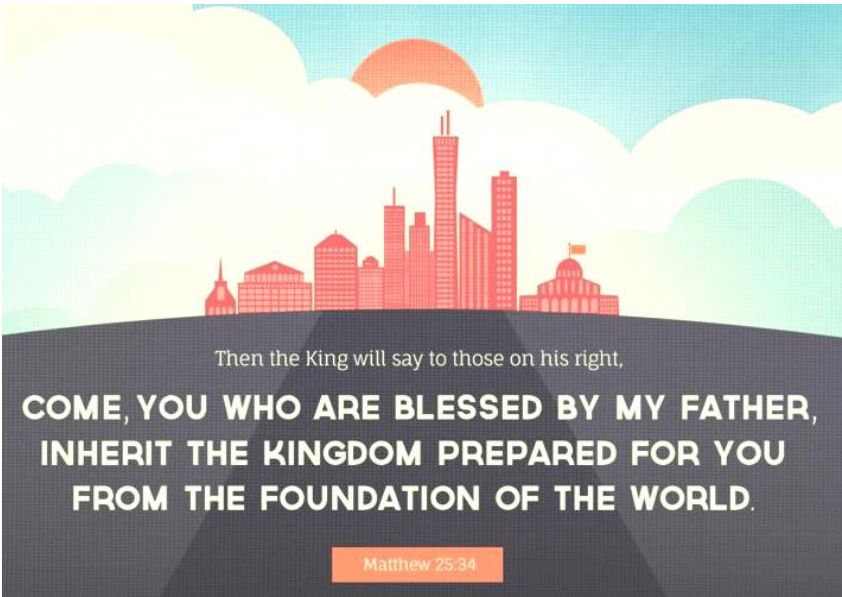 Then the King will say to those on his right,
COME, YOU WHO ARE BLESSED BY MY FATHER,
INHERIT THE KINGDOM PREPARED FOR YOU
FROM THE FOUNDATION OF THE WORLD.
Matthew 25:34